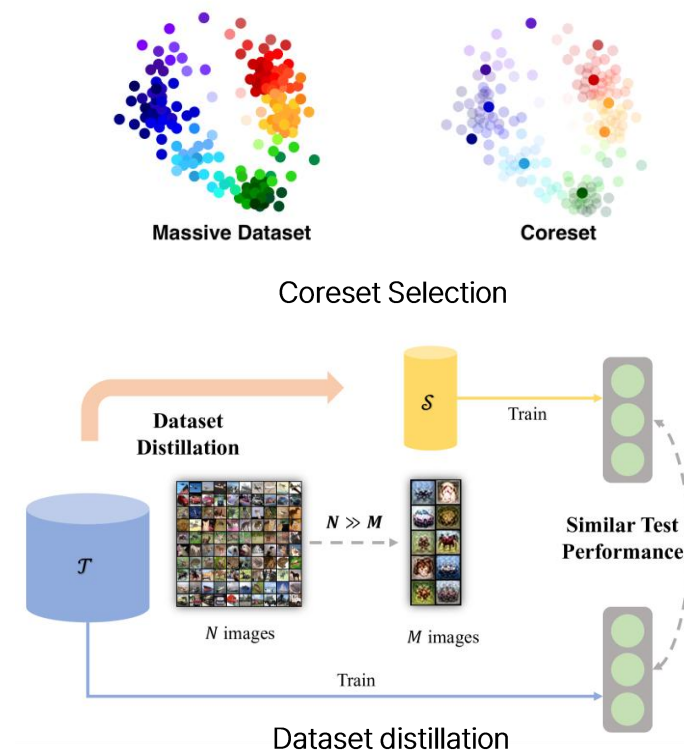 Massive Dataset
Coreset
Coreset Selection
Dataset
Distillation
𝒮
Train
N ≫ M
Similar Test
Performance
𝒯
N images
M images
Train
Dataset distillation